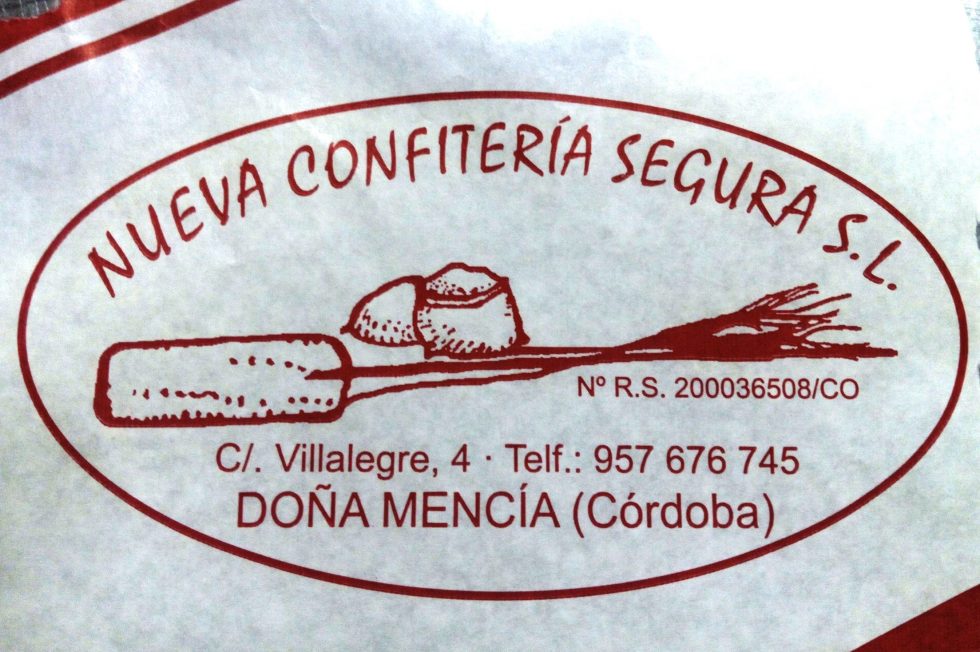 NUEVA CONFITERÍA SEGURA S.L.
Nº R.S. 200036508/CO
C/. Villalegre, 4 · Telf.: 957 676 745
DOÑA MENCÍA (Córdoba)